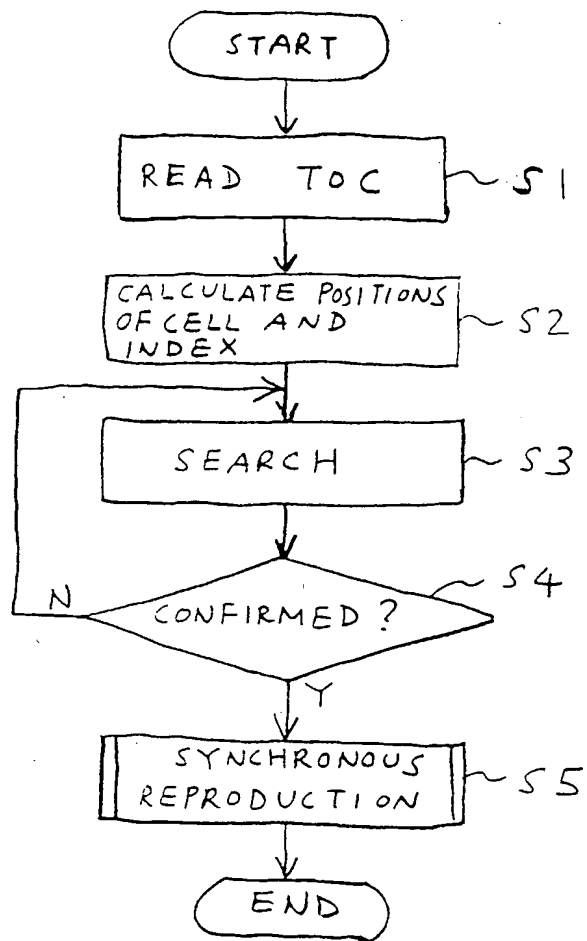 START
READ TOC
S1
CALCULATE POSITIONS
OF CELL AND
INDEX
S2
SEARCH
S3
CONFIRMED?
S4
N
Y
SYNCHRONOUS
REPRODUCTION
S5
END